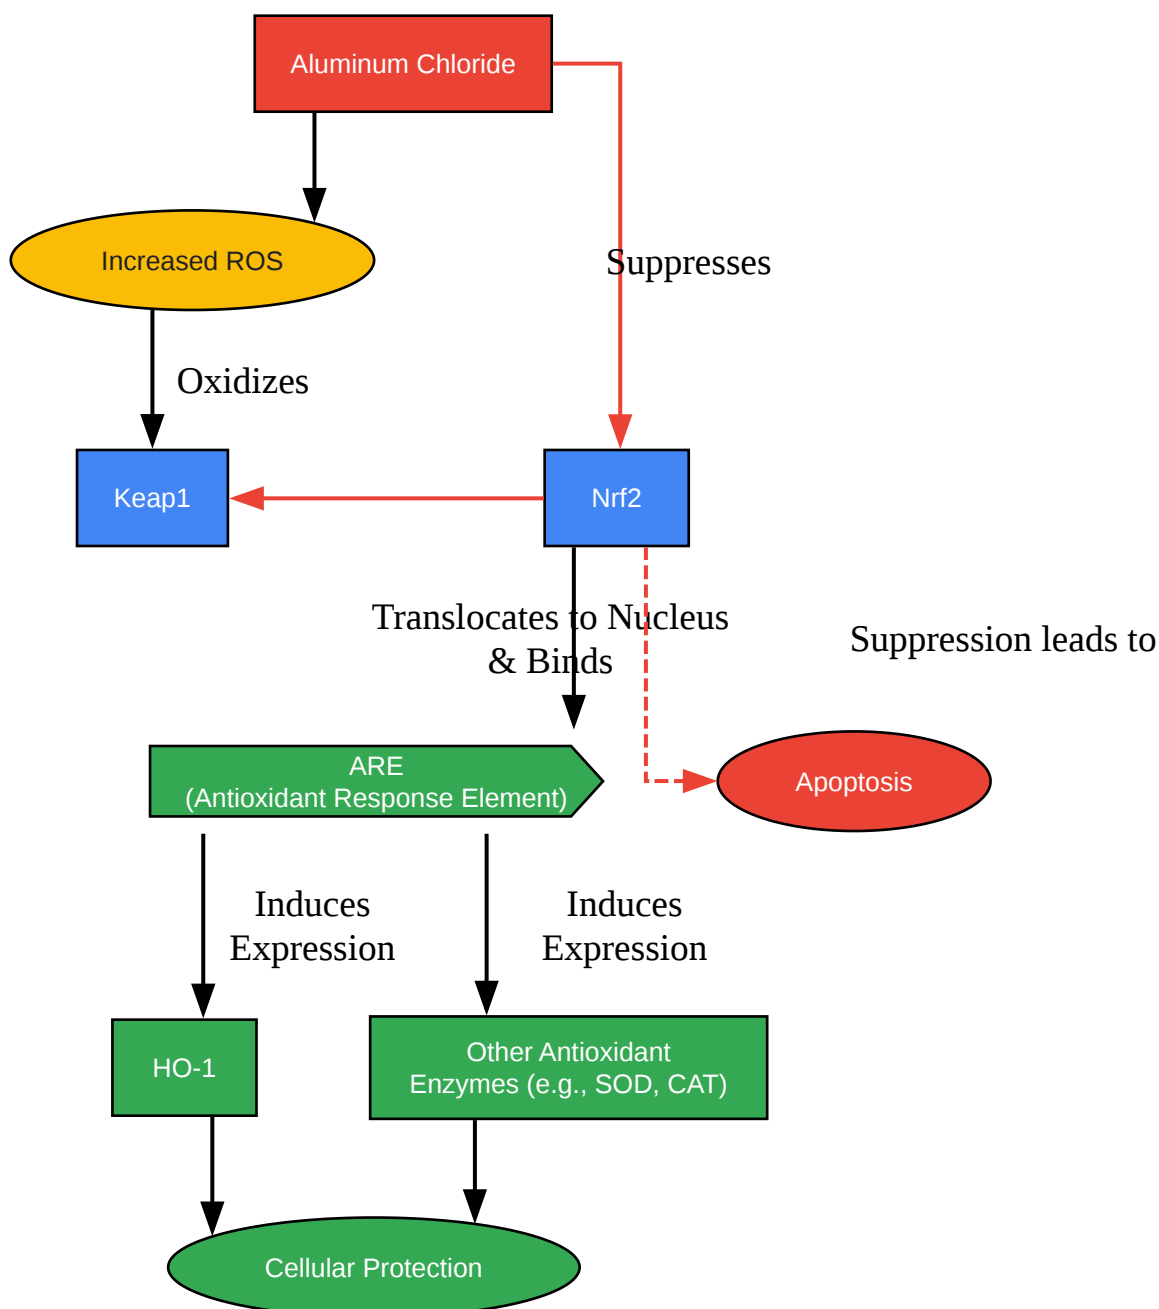 Aluminum Chloride
Increased ROS
Suppresses
Oxidizes
Keap1
Nrf2
Translocates to Nucleus
& Binds
Suppression leads to
ARE
(Antioxidant Response Element)
Apoptosis
Induces
Expression
Induces
Expression
HO-1
Other Antioxidant
Enzymes (e.g., SOD, CAT)
Cellular Protection